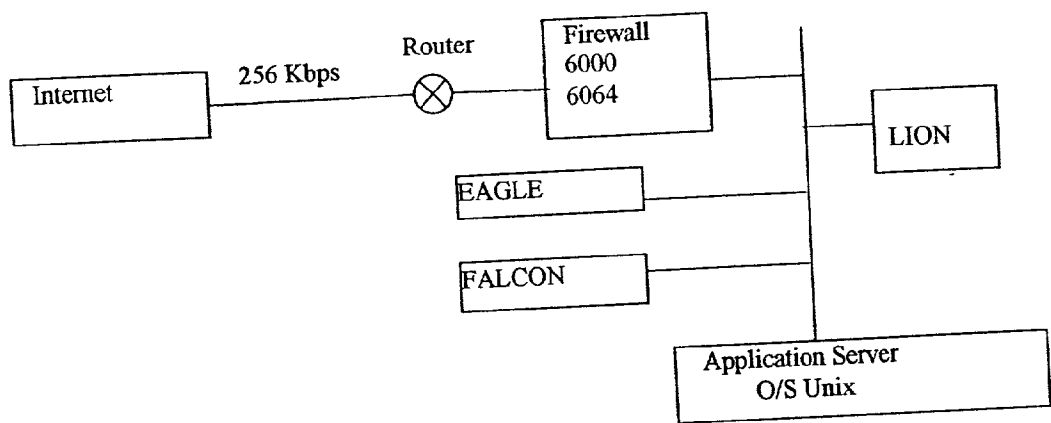 Router
Firewall
6000
6064
256 Kbps
Internet
LION
EAGLE
FALCON
Application Server
O/S Unix